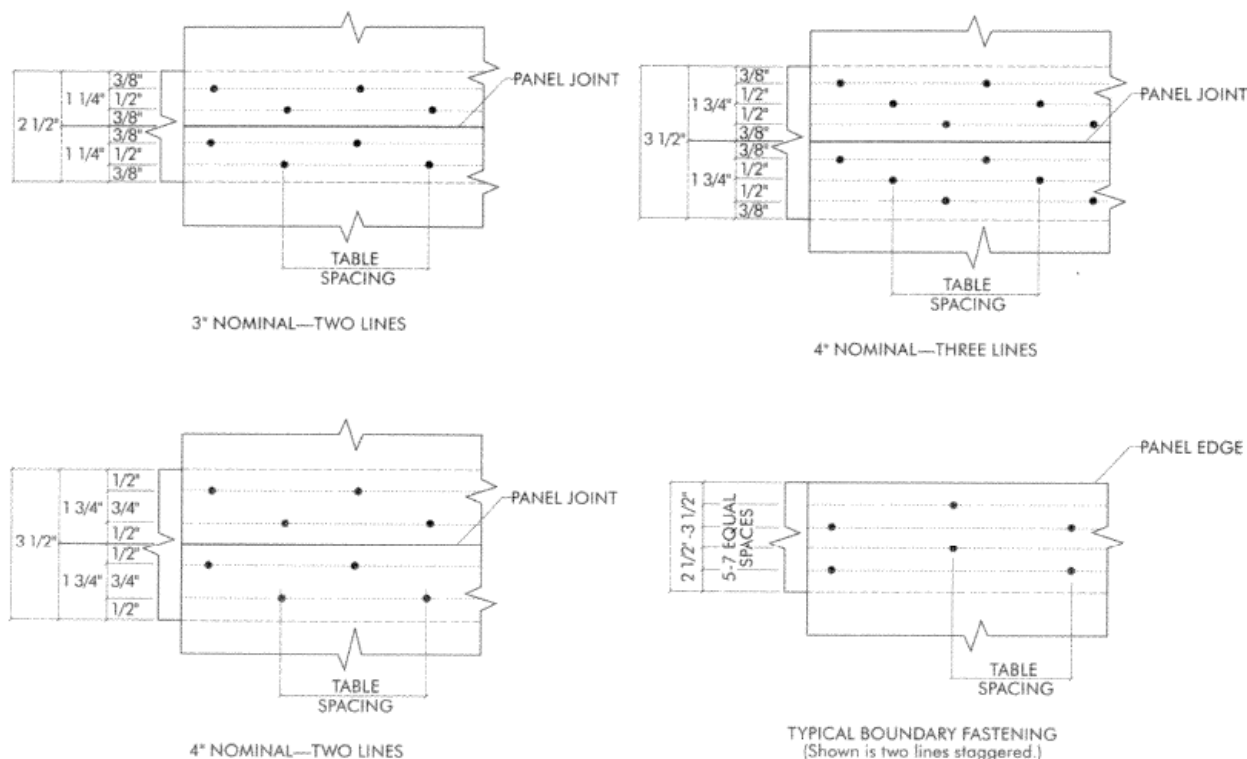 3/8"
1 1/4"
1/2"
3/8"
2 1/2"
3/8"
1 1/4"
1/2"
3/8"
PANEL JOINT
TABLE
SPACING
3" NOMINAL—TWO LINES
3/8"
1 3/4"
1/2"
1/2"
3/8"
3 1/2"
3/8"
1 3/4"
1/2"
1/2"
3/8"
PANEL JOINT
TABLE
SPACING
4" NOMINAL—THREE LINES
1/2"
1 3/4"
3/4"
1/2"
3 1/2"
1/2"
1 3/4"
3/4"
1/2"
PANEL JOINT
TABLE
SPACING
4" NOMINAL—TWO LINES
PANEL EDGE
2 1/2" -3 1/2"
5-7 EQUAL
SPACES
TABLE
SPACING
TYPICAL BOUNDARY FASTENING
(Shown is two lines staggered.)